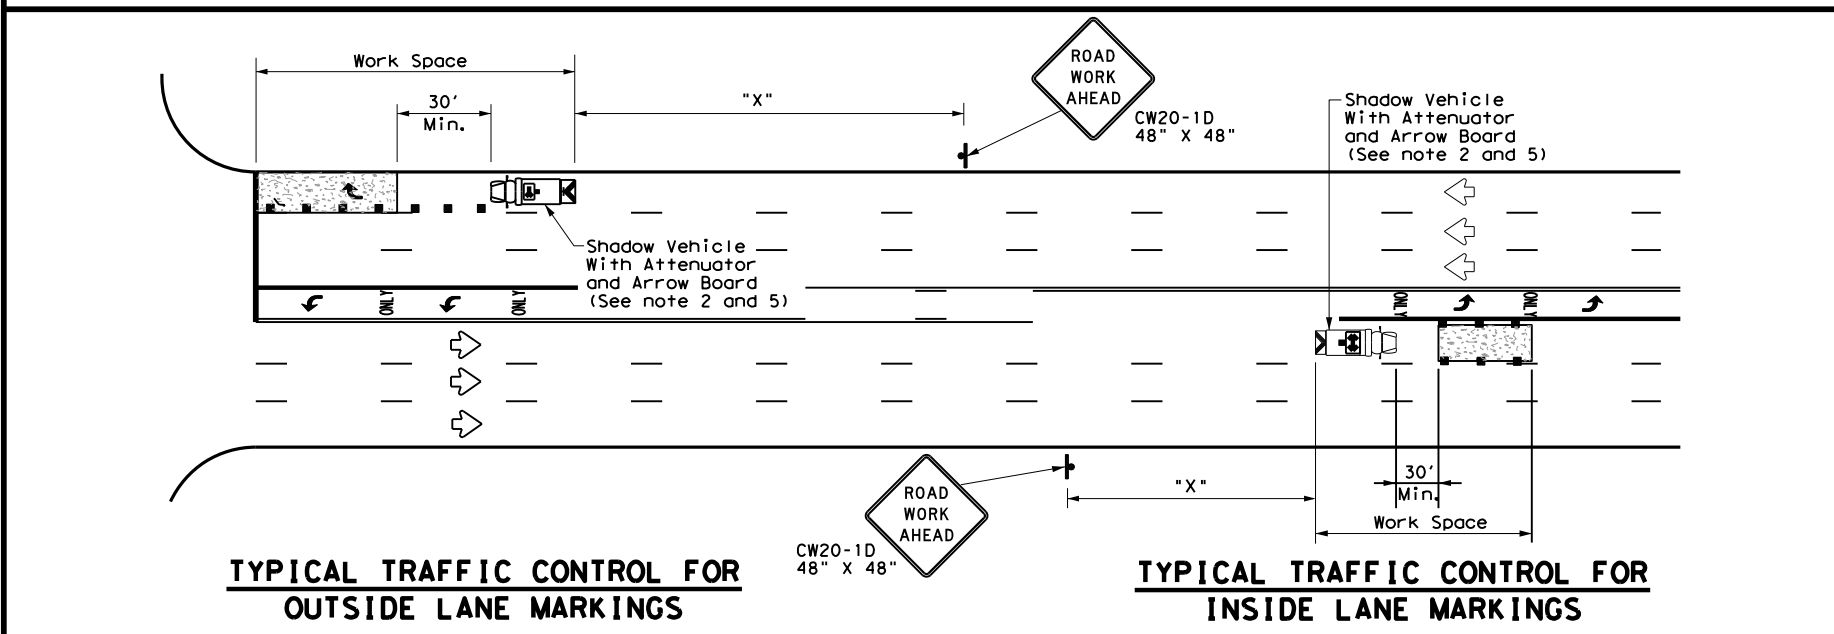 Work Space
30'
Min.
"X"
ROAD
WORK
AHEAD
CW20-1D
48" X 48"
Shadow Vehicle
With Attenuator
and Arrow Board
(See note 2 and 5)
Shadow Vehicle
With Attenuator
and Arrow Board
(See note 2 and 5)
ONLY
ONLY
ONLY
ONLY
ROAD
WORK
AHEAD
CW20-1D
48" X 48"
"X"
30'
Min.
Work Space
TYPICAL TRAFFIC CONTROL FOR
OUTSIDE LANE MARKINGS
TYPICAL TRAFFIC CONTROL FOR
INSIDE LANE MARKINGS